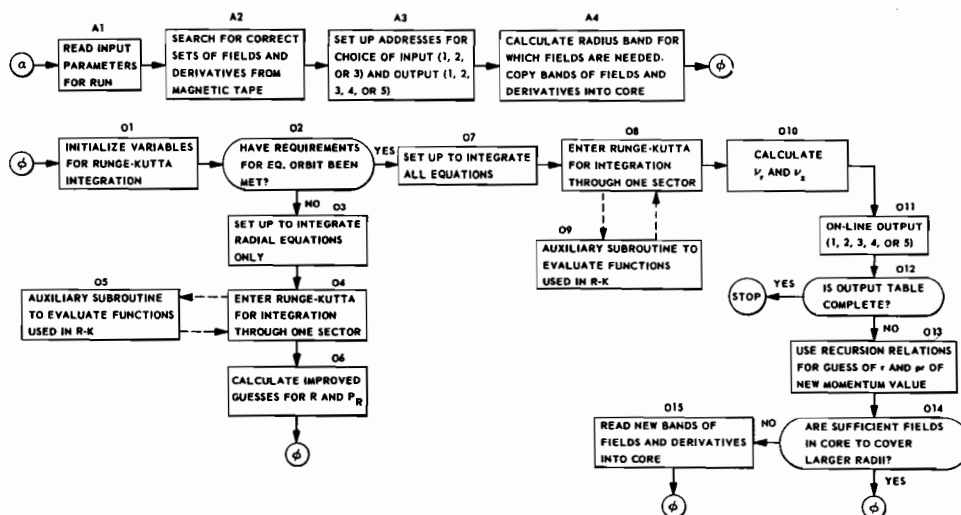 A1
A2
A3
A4
α
READ INPUT
PARAMETERS
FOR RUN
SEARCH FOR CORRECT
SETS OF FIELDS AND
DERIVATIVES FROM
MAGNETIC TAPE
SET UP ADDRESSES FOR
CHOICE OF INPUT (1, 2,
OR 3) AND OUTPUT (1, 2,
3, 4, OR 5)
CALCULATE RADIUS BAND FOR
WHICH FIELDS ARE NEEDED.
COPY BANDS OF FIELDS AND
DERIVATIVES INTO CORE
ϕ
ϕ
O1
INITIALIZE VARIABLES
FOR RUNGE-KUTTA
INTEGRATION
O2
HAVE REQUIREMENTS
FOR EQ. ORBIT BEEN
MET?
YES
O7
SET UP TO INTEGRATE
ALL EQUATIONS
O8
ENTER RUNGE-KUTTA
FOR INTEGRATION
THROUGH ONE SECTOR
O10
CALCULATE
ν_r AND ν_z
NO
O3
SET UP TO INTEGRATE
RADIAL EQUATIONS
ONLY
O9
AUXILIARY SUBROUTINE TO
EVALUATE FUNCTIONS
USED IN R-K
O11
ON-LINE OUTPUT
(1, 2, 3, 4, OR 5)
O5
AUXILIARY SUBROUTINE
TO EVALUATE FUNCTIONS
USED IN R-K
O4
ENTER RUNGE-KUTTA
FOR INTEGRATION
THROUGH ONE SECTOR
O12
IS OUTPUT TABLE
COMPLETE?
YES
STOP
NO
O13
USE RECURSION RELATIONS
FOR GUESS OF r AND pr OF
NEW MOMENTUM VALUE
O6
CALCULATE IMPROVED
GUESSES FOR R AND P_R
ϕ
O14
ARE SUFFICIENT FIELDS
IN CORE TO COVER
LARGER RADII?
NO
O15
READ NEW BANDS OF
FIELDS AND DERIVATIVES
INTO CORE
YES
ϕ
ϕ